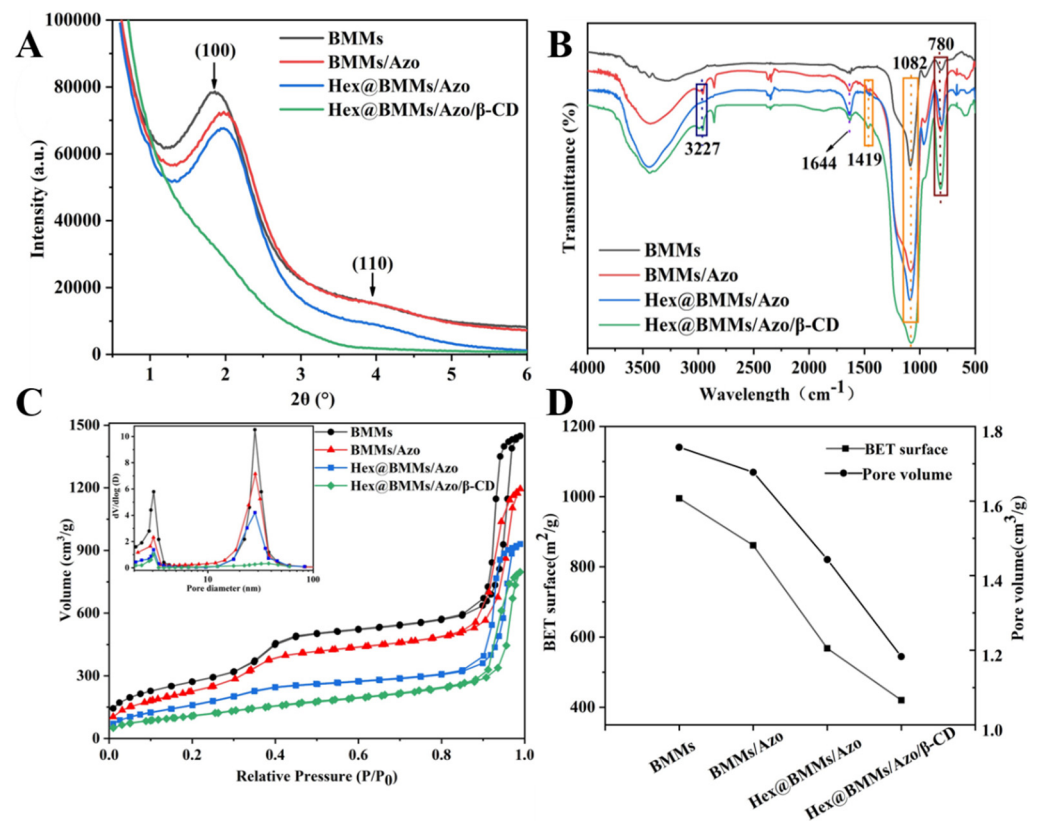 A
100000
80000
60000
40000
20000
0
Intensity (a.u.)
(100)
(110)
BMMs
BMMs/Azo
Hex@BMMs/Azo
Hex@BMMs/Azo/β-CD
1 2 3 4 5 6
2θ (°)
B
Transmittance (%)
3227
1644
1419
1082
780
BMMs
BMMs/Azo
Hex@BMMs/Azo
Hex@BMMs/Azo/β-CD
4000 3500 3000 2500 2000 1500 1000 500
Wavelength（cm-1）
C
1500
1200
900
600
300
0
Volume (cm3/g)
10
8
6
4
2
0
dV/dlog (D)
10 100
Pore diameter (nm)
BMMs
BMMs/Azo
Hex@BMMs/Azo
Hex@BMMs/Azo/β-CD
0.0 0.2 0.4 0.6 0.8 1.0
Relative Pressure (P/P0)
D
1200
1000
800
600
400
BET surface(m2/g)
BET surface
Pore volume
1.8
1.6
1.4
1.2
1.0
Pore volume(cm3/g)
BMMs
BMMs/Azo
Hex@BMMs/Azo
Hex@BMMs/Azo/β-CD